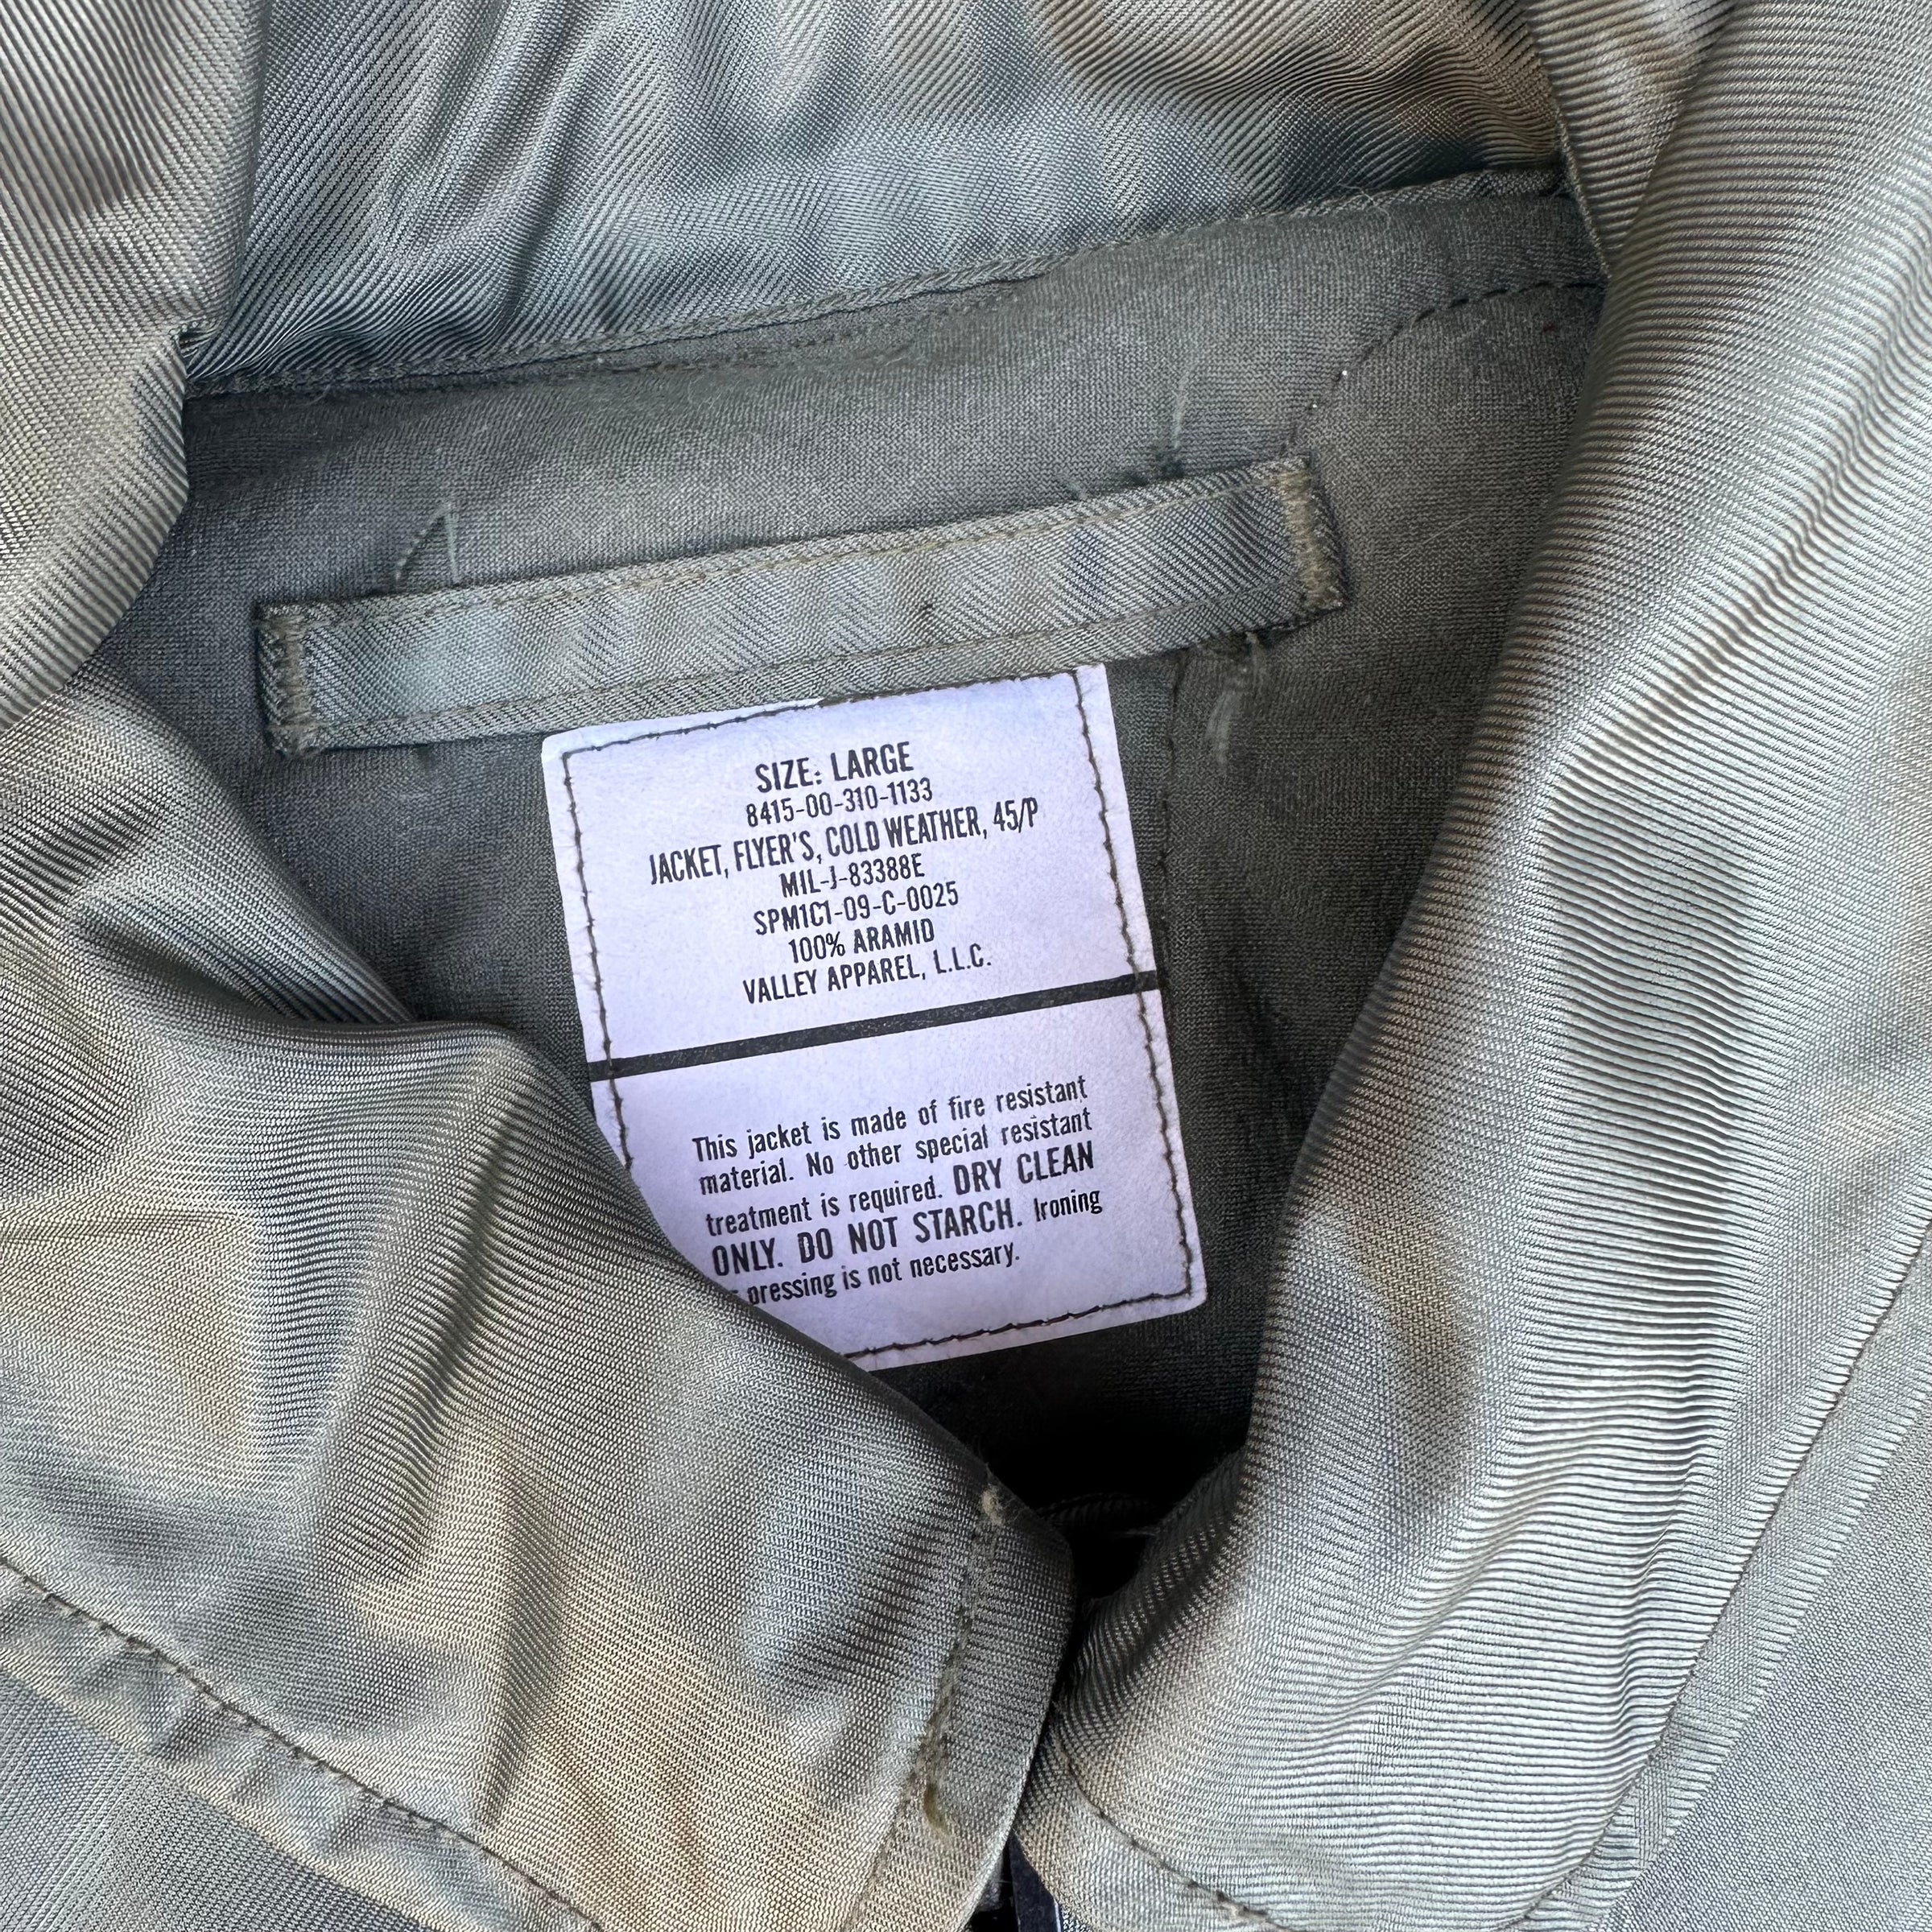 SIZE: LARGE
8415-00-310-1133
JACKET, FLYER'S, COLD WEATHER, 45/P
MIL-J-83388E
SPM1C1-09-C-0025
100% ARAMID
VALLEY APPAREL, L.L.C.
This jacket is made of fire resistant
material. No other special resistant
treatment is required. DRY CLEAN
ONLY. DO NOT STARCH. Ironing
pressing is not necessary.